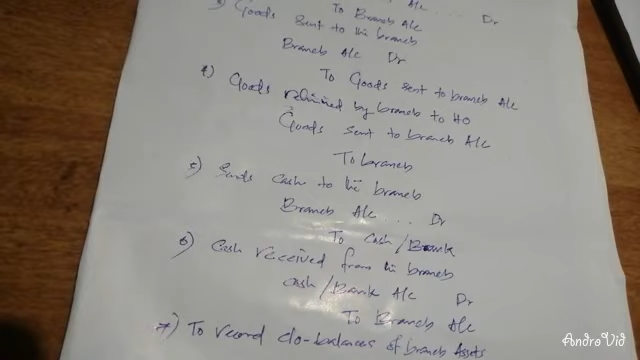 A/c ... Dr
To Branch A/c
3) Goods sent to the branch
Branch A/c Dr
To Goods sent to branch A/c
4) Goods returned by branch to HO
Goods sent to branch A/c
To branch
5) Sends cash to the branch
Branch A/c ... Dr
To cash/Bank
6) Cash received from the branch
cash/Bank A/c Dr
To Branch A/c
7) To record clo-balances of branch Assets
AndroVid